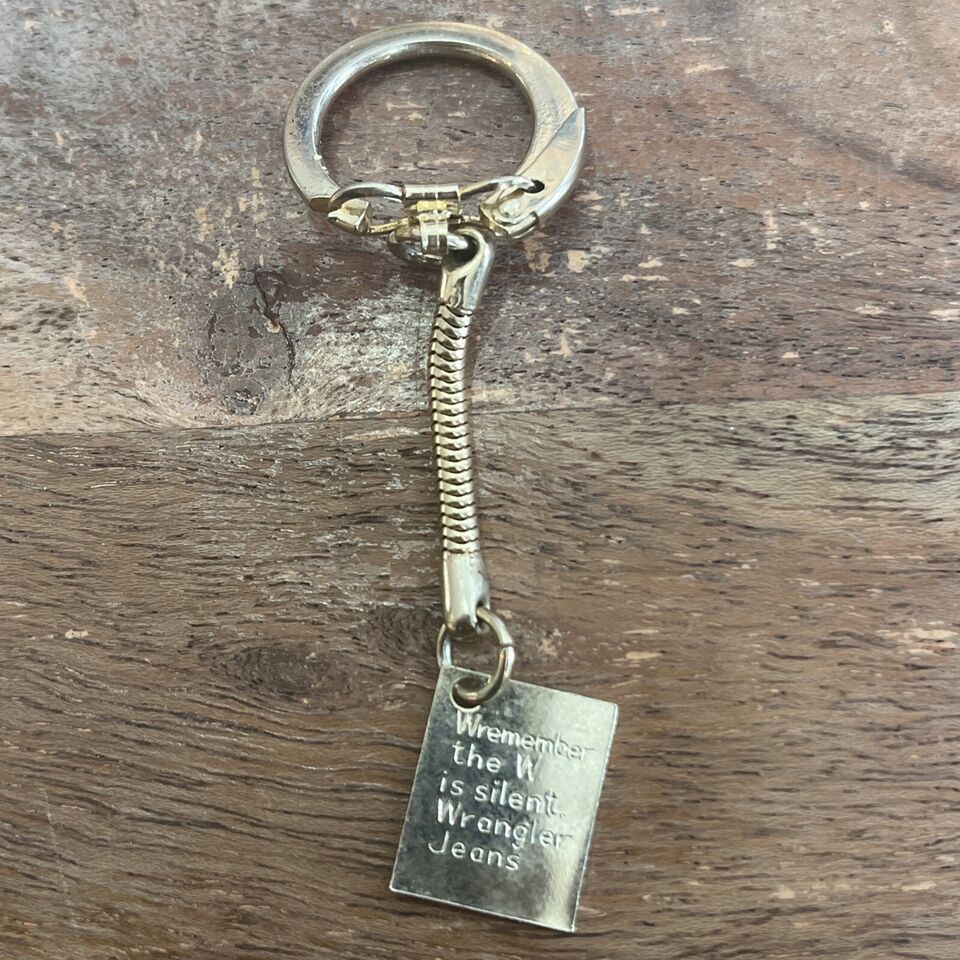 Wremember
the W
is silent.
Wrangler
Jeans